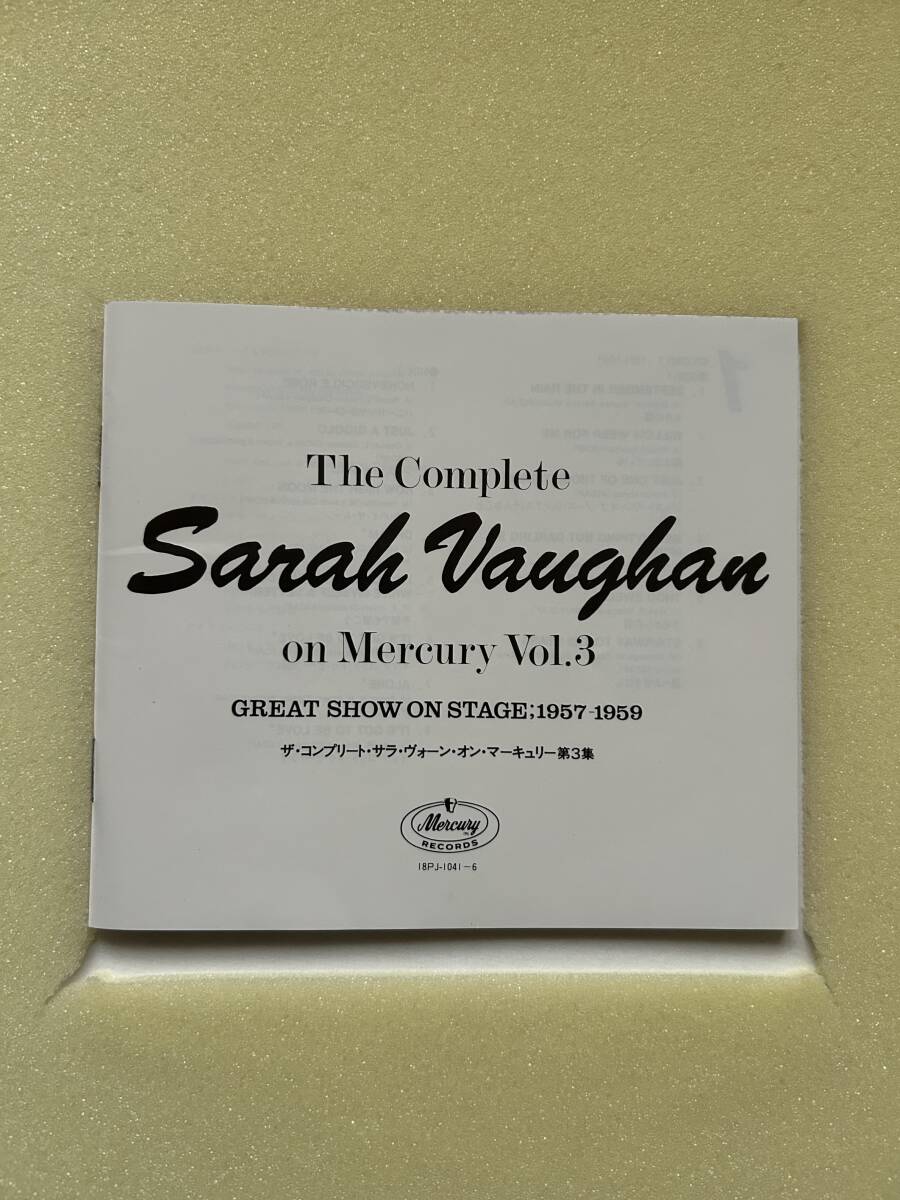 The Complete
Sarah Vaughan
on Mercury Vol.3
GREAT SHOW ON STAGE;1957-1959
ザ・コンプリート・サラ・ヴォーン・オン・マーキュリー第3集
Mercury
RECORDS
18PJ-1041~6